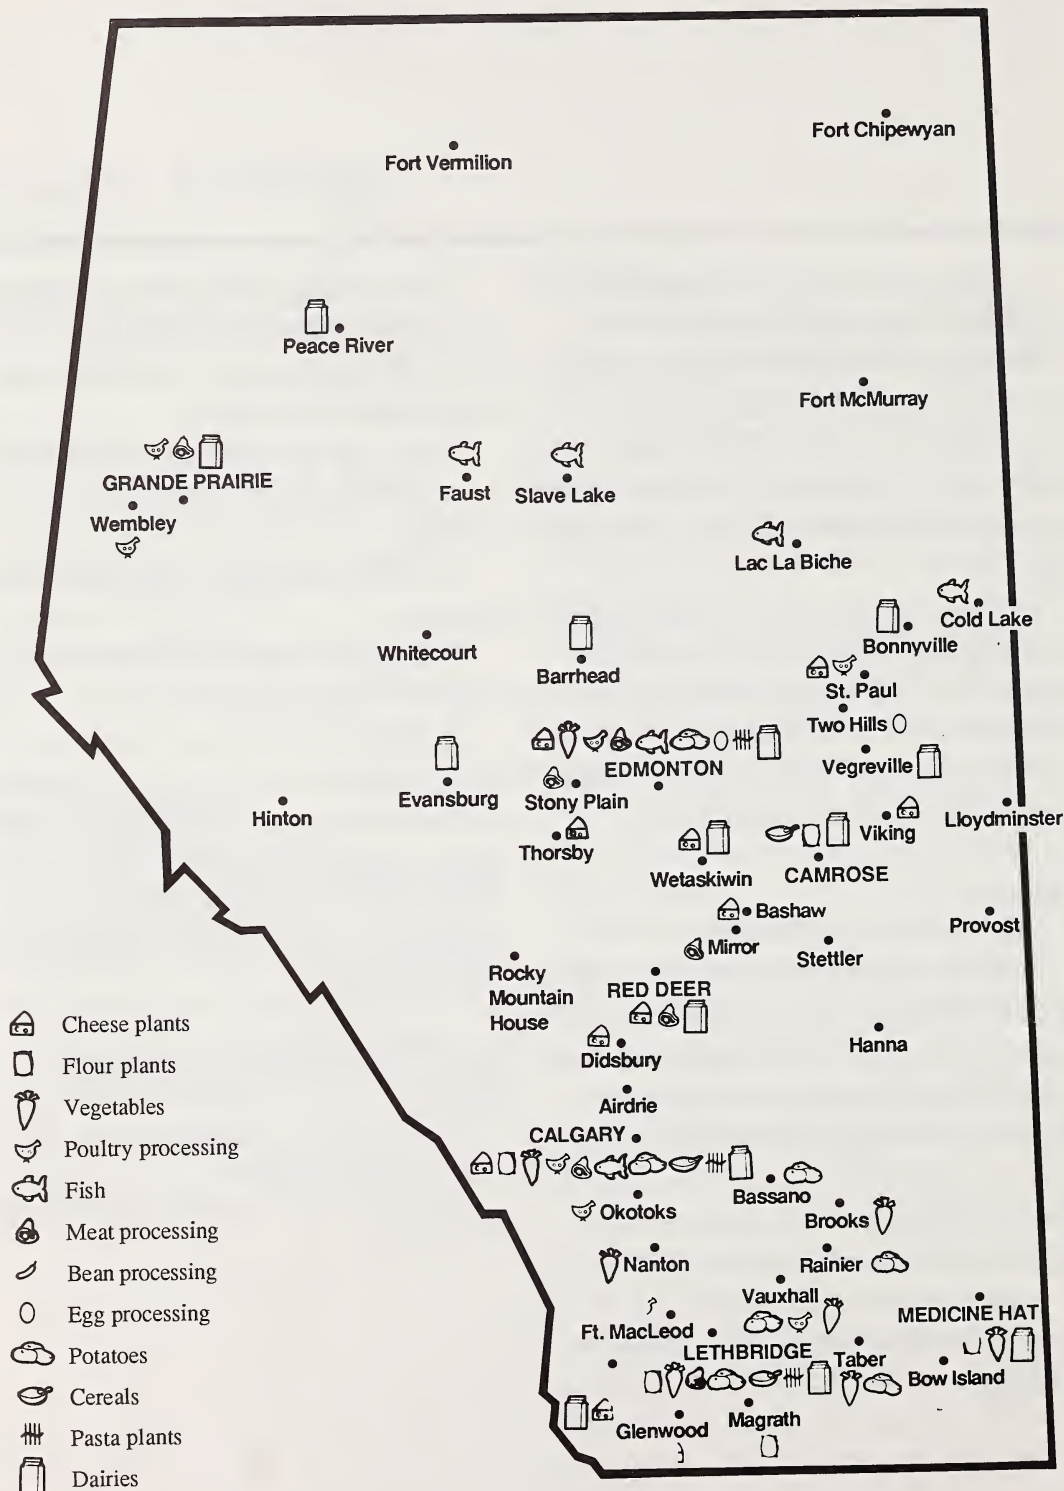 Fort Chipewyan
Fort Vermilion
Peace River
Fort McMurray
GRANDE PRAIRIE
Faust
Slave Lake
Wembley
Lac La Biche
Cold Lake
Whitecourt
Barrhead
Bonnyville
St. Paul
Two Hills
EDMONTON
Vegreville
Evansburg
Stony Plain
Hinton
Lloydminster
Thorsby
Viking
Wetaskiwin
CAMROSE
Bashaw
Provost
Mirror
Stettler
Rocky
Mountain
House
RED DEER
Didsbury
Hanna
Airdrie
CALGARY
Bassano
Okotoks
Brooks
Nanton
Rainier
Vauxhall
MEDICINE HAT
Ft. MacLeod
LETHBRIDGE
Taber
Bow Island
Glenwood
Magrath
Cheese plants
Flour plants
Vegetables
Poultry processing
Fish
Meat processing
Bean processing
Egg processing
Potatoes
Cereals
Pasta plants
Dairies